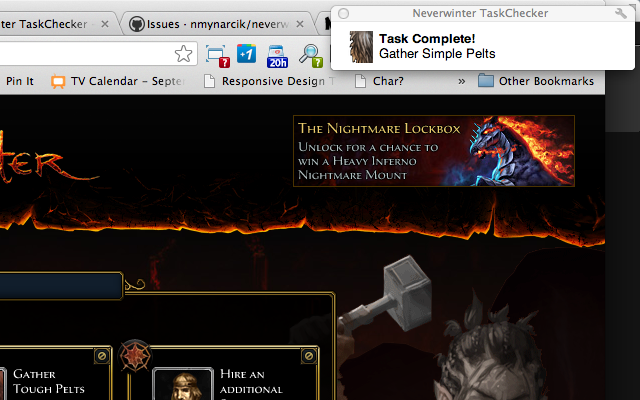 Neverwinter TaskChecker
Task Complete!
Gather Simple Pelts
ter TaskChecker -
Issues · nmynarcik/neverw
+1
?
20h
?
Pin It
TV Calendar - Septe
Responsive Design T
Char?
»
Other Bookmarks
ter
The Nightmare Lockbox
Unlock for a chance to
win a Heavy Inferno
Nightmare Mount
Gather
Tough Pelts
Hire an
additional